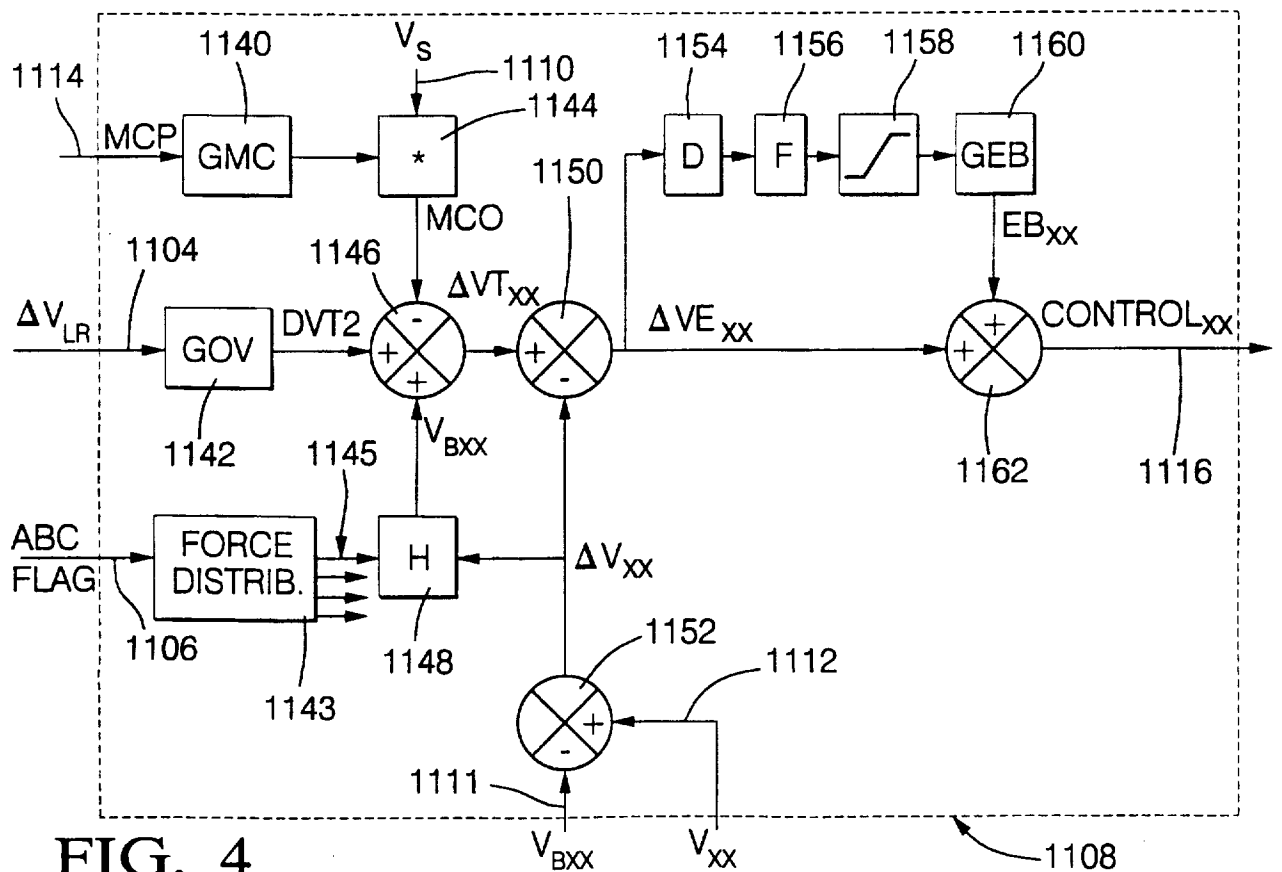 1140
V_S
1154
1156
1158
1160
1114
1110
1144
MCP
GMC
*
1150
D
F
GEB
MCO
EB_XX
1104
1146
ΔVT_XX
ΔV_LR
GOV
DVT2
-
+
+
+
-
ΔVE_XX
+
+
CONTROL_XX
1142
1145
V_BXX
1162
1116
ABC
FLAG
FORCE
DISTRIB.
H
ΔV_XX
1106
1143
1148
1152
1112
+
-
1111
V_BXX
V_XX
1108
FIG. 4